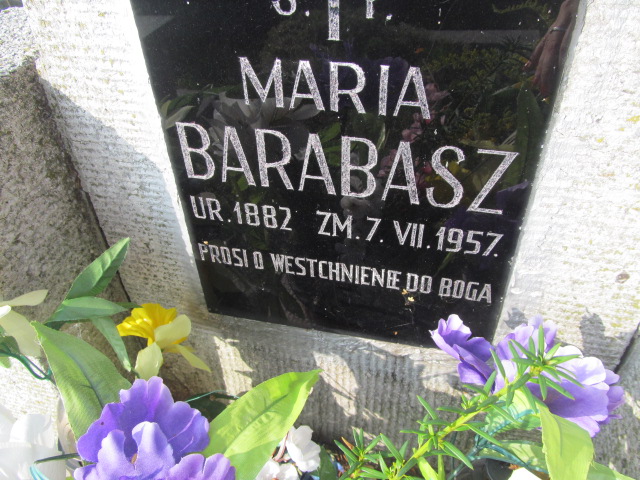 Ś. † P.
MARIA
BARABASZ
UR. 1882 ZM. 7. VII. 1957.
PROSI O WESTCHNIENIE DO BOGA